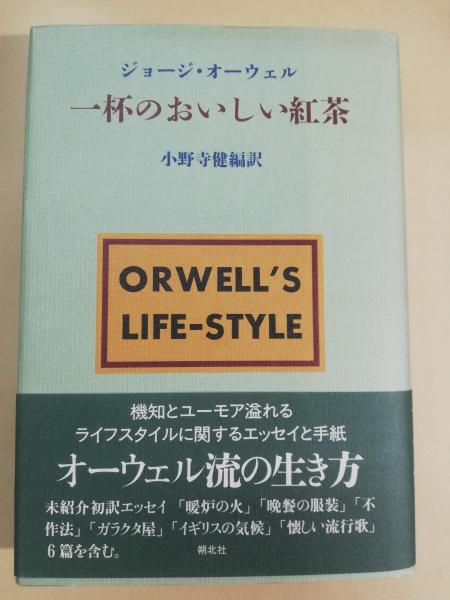 ジョージ・オーウェル
一杯のおいしい紅茶
小野寺健編訳
ORWELL'S
LIFE-STYLE
機知とユーモア溢れる
ライフスタイルに関するエッセイと手紙
オーウェル流の生き方
未紹介初訳エッセイ「暖炉の火」「晩餐の服装」「不
作法」「ガラクタ屋」「イギリスの気候」「懐しい流行歌」
6篇を含む。
朔北社